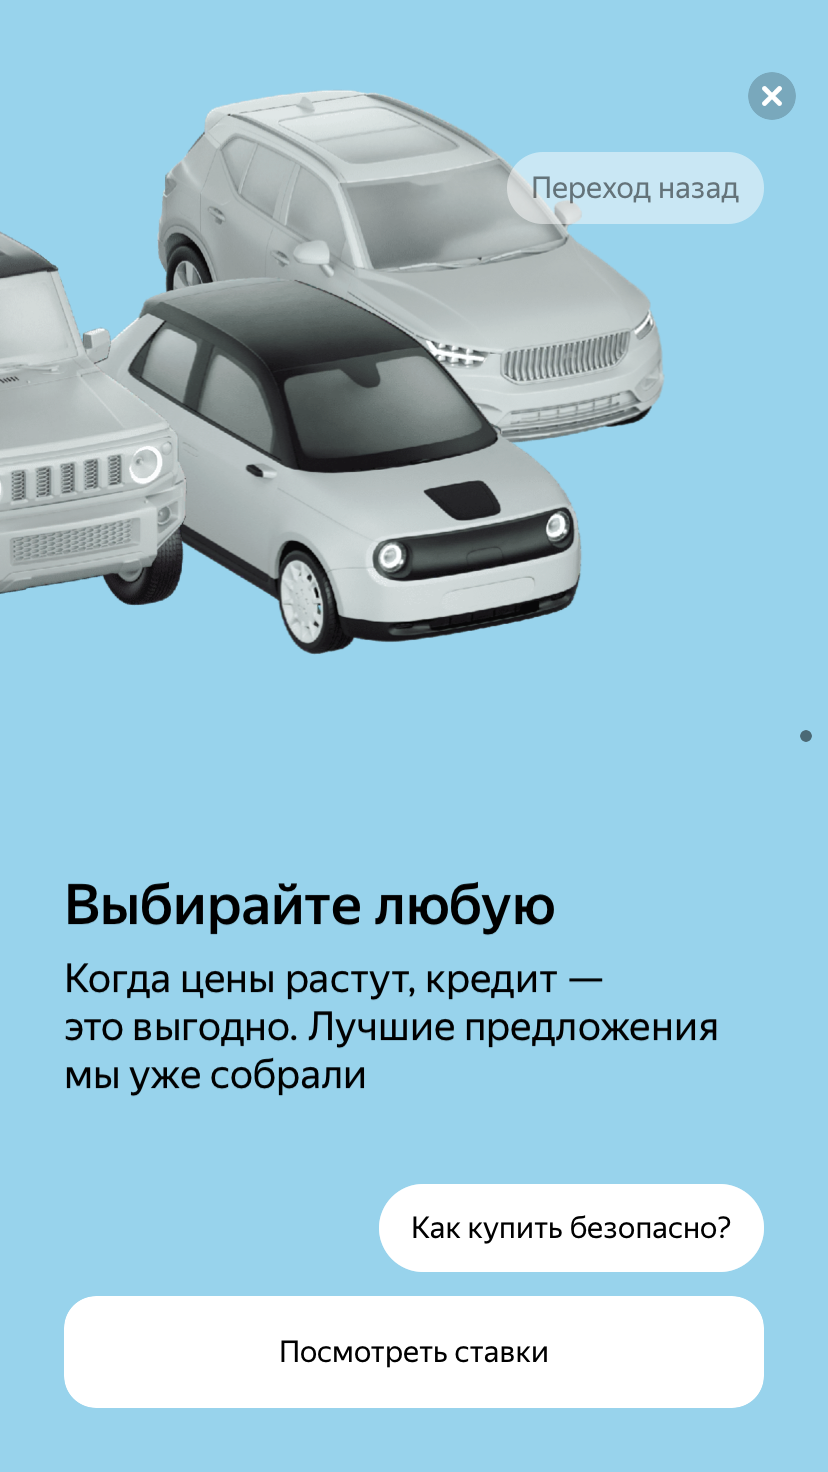 Переход назад
Выбирайте любую
Когда цены растут, кредит —
это выгодно. Лучшие предложения
мы уже собрали
Как купить безопасно?
Посмотреть ставки